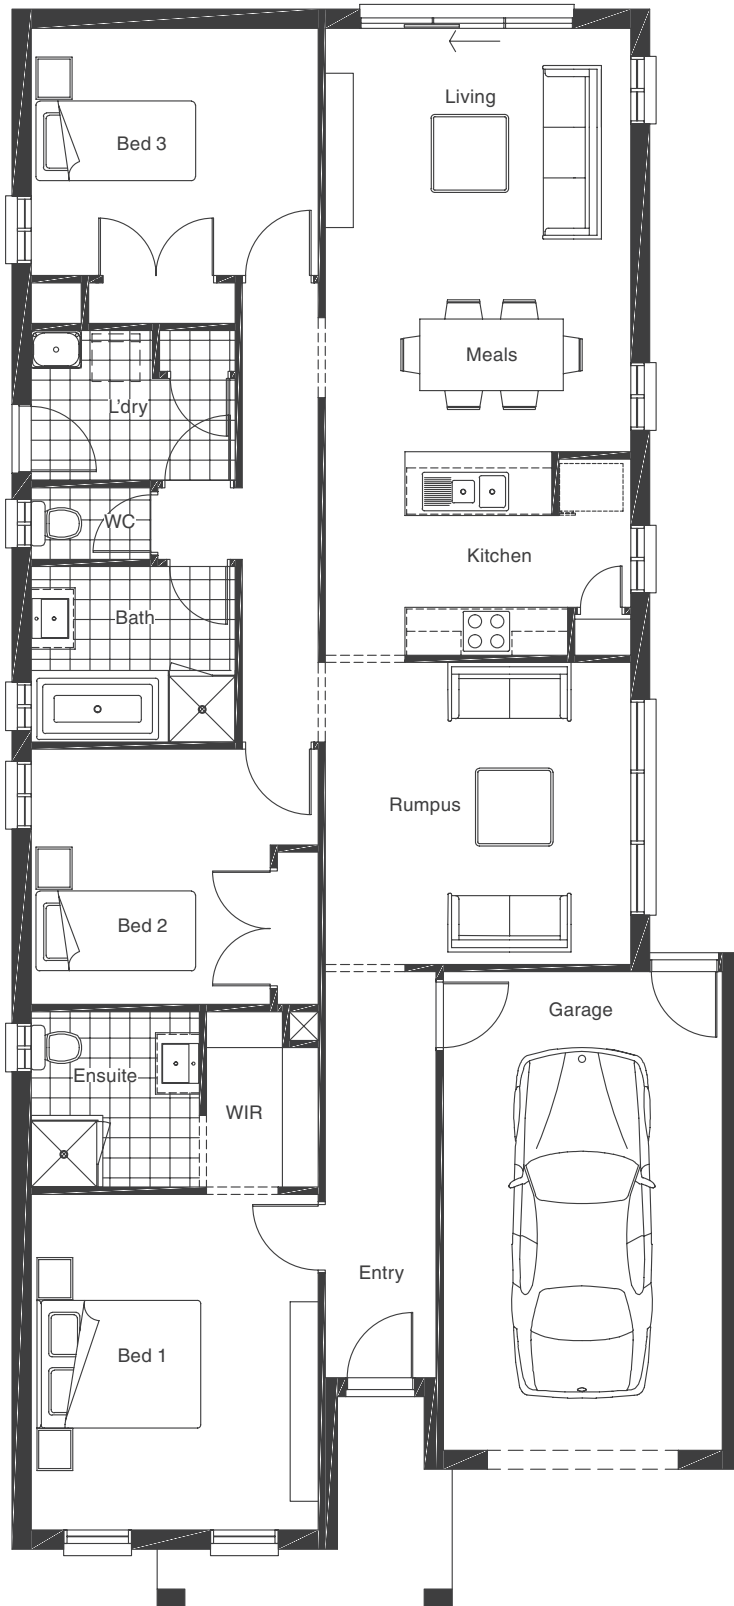 Living
Bed 3
Meals
L'dry
WC
Kitchen
Bath
Rumpus
Bed 2
Garage
Ensuite
WIR
Entry
Bed 1